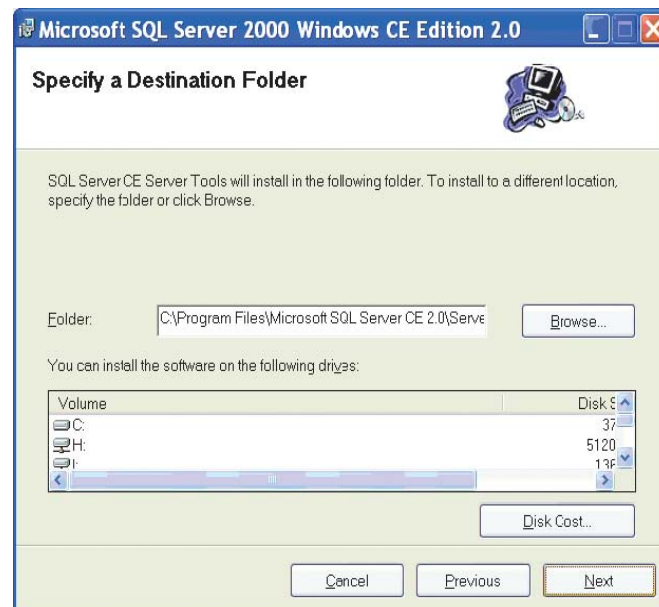 Microsoft SQL Server 2000 Windows CE Edition 2.0
Specify a Destination Folder
SQL Server CE Server Tools will install in the following folder. To install to a different location,
specify the folder or click Browse.
Folder: C:\Program Files\Microsoft SQL Server CE 2.0\Serve Browse...
You can install the software on the following drives:
Volume Disk S
C: 37
H: 5120
I: 136
Disk Cost...
Cancel Previous Next